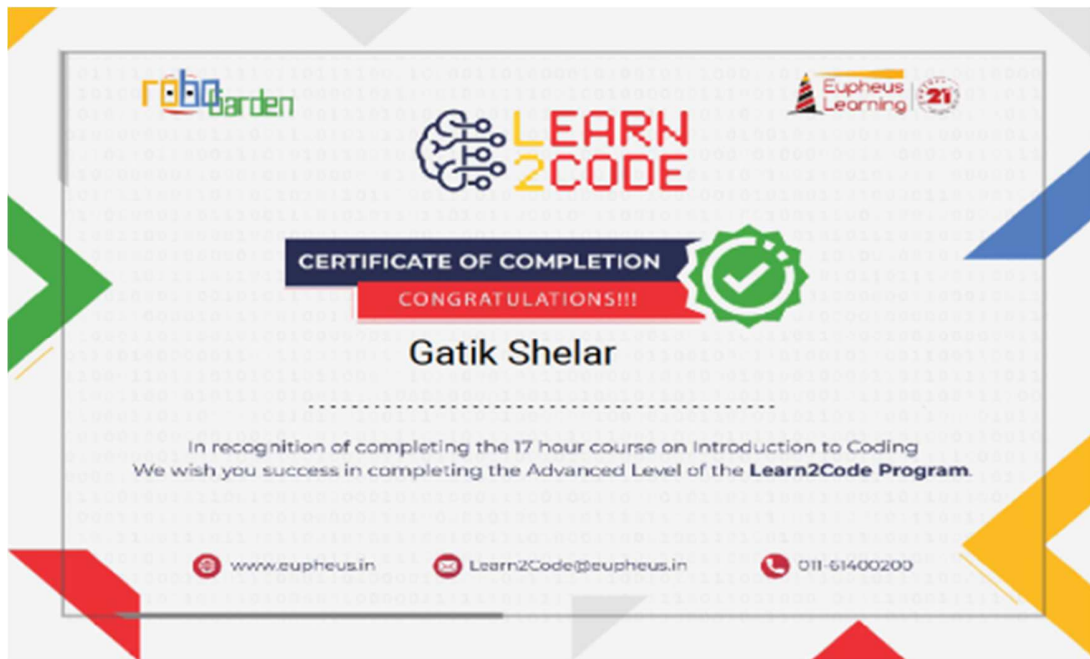 roboGarden
Eupheus
Learning
21
LEARN
2CODE
CERTIFICATE OF COMPLETION
CONGRATULATIONS!!!
Gatik Shelar
In recognition of completing the 17 hour course on Introduction to Coding
We wish you success in completing the Advanced Level of the Learn2Code Program.
www.eupheus.in
Learn2Code@eupheus.in
011-61400200